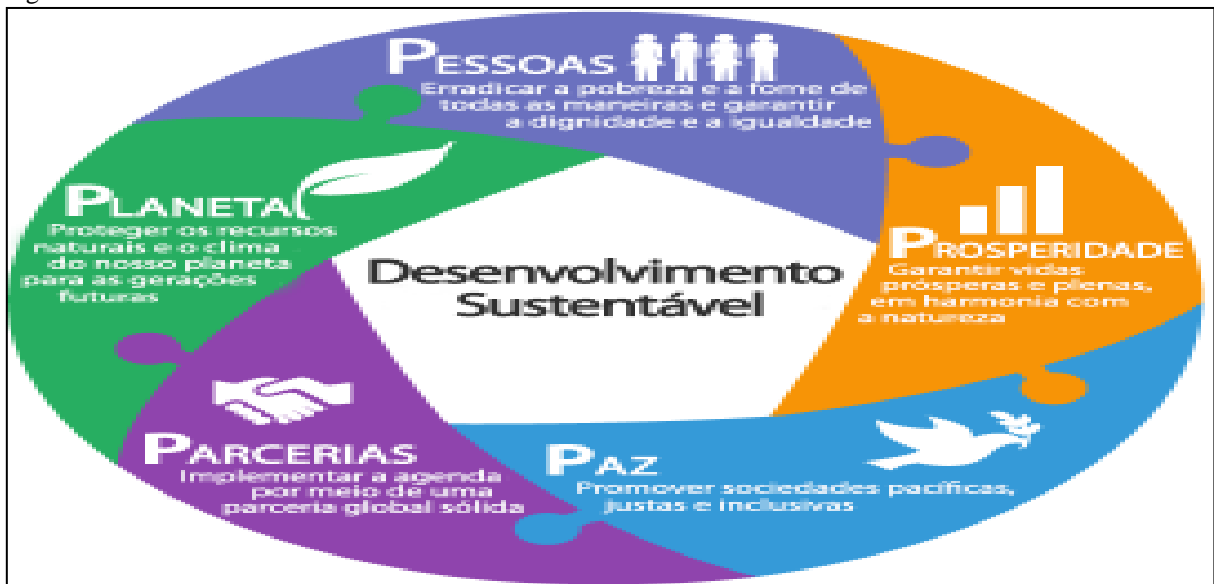 PESSOAS
Erradicar a pobreza e a fome de
todas as maneiras e garantir
a dignidade e a igualdade
PROSPERIDADE
Garantir vidas
prósperas e plenas,
em harmonia com
a natureza
PAZ
Promover sociedades pacíficas,
justas e inclusivas
PARCERIAS
Implementar a agenda
por meio de uma
parceria global sólida
PLANETA
Proteger os recursos
naturais e o clima
do nosso planeta
para as gerações
futuras
Desenvolvimento
Sustentável